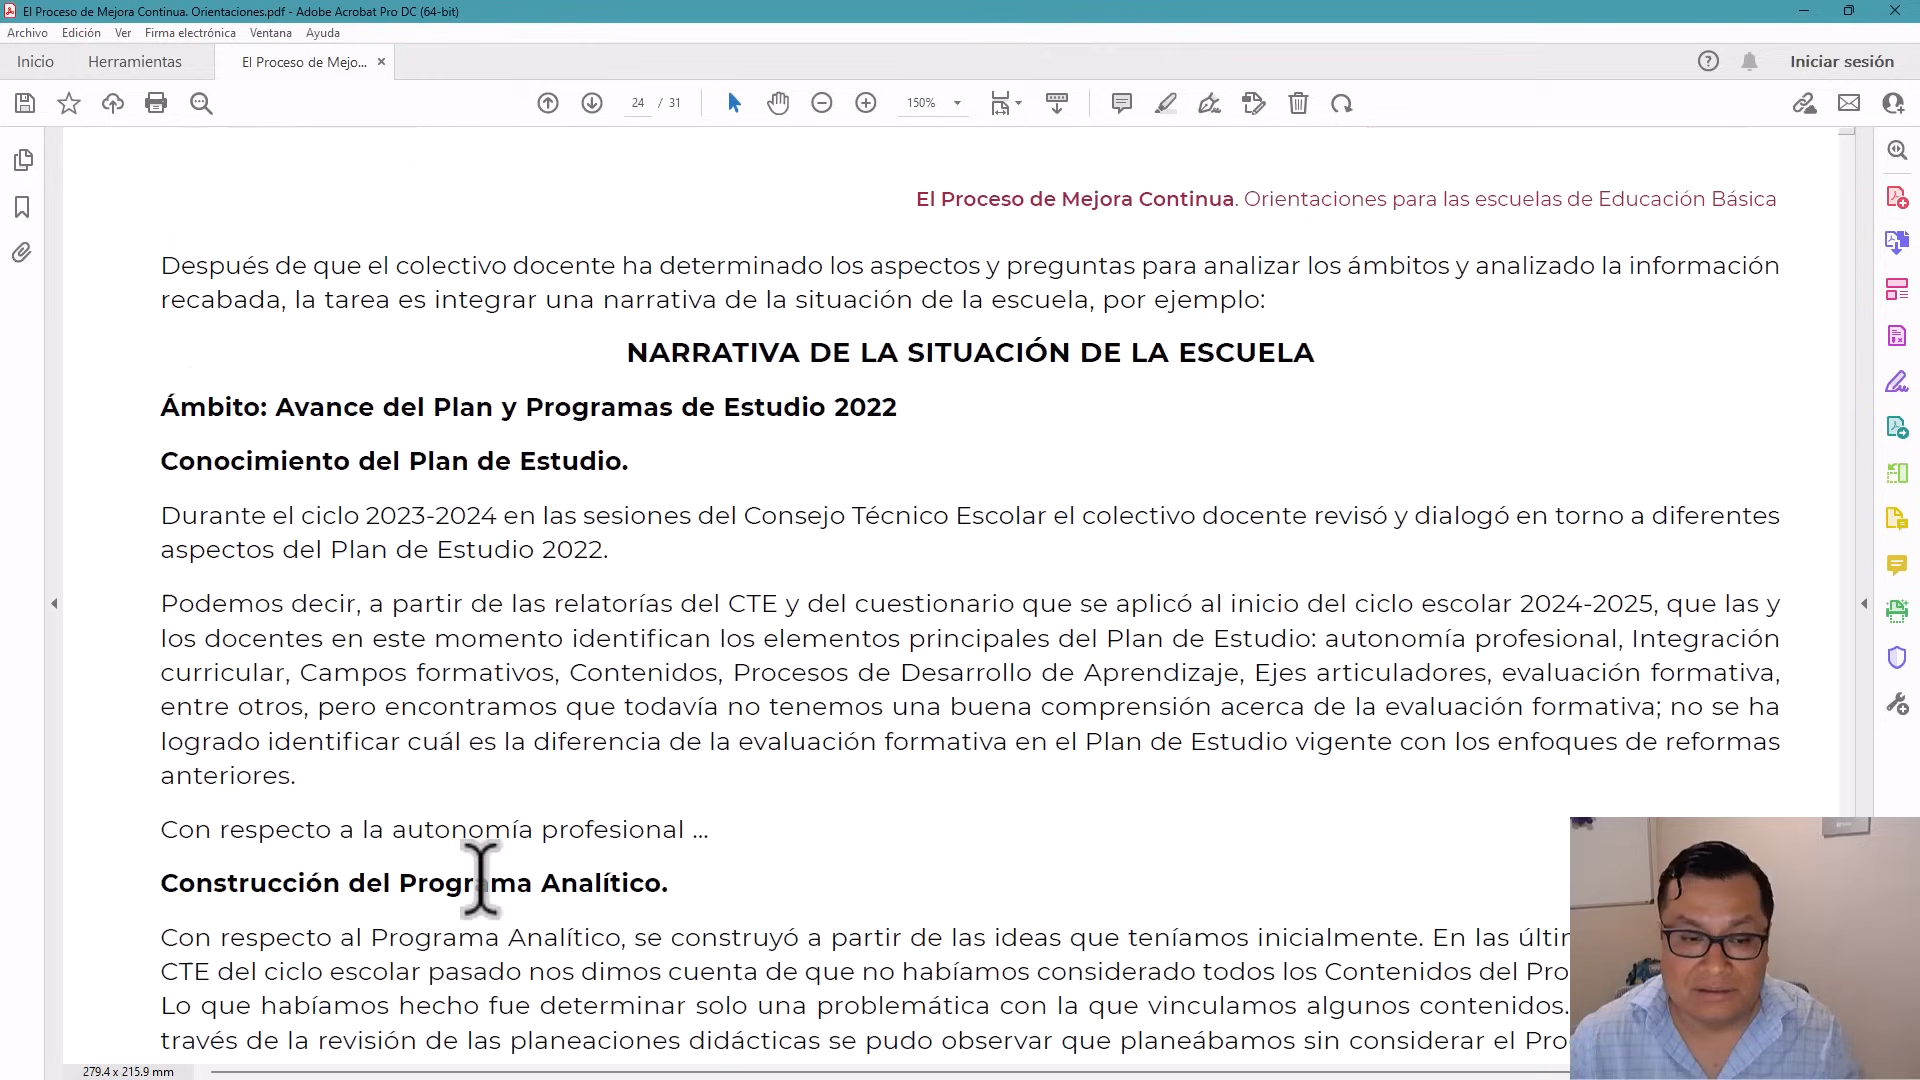 El Proceso de Mejora Continua. Orientaciones.pdf - Adobe Acrobat Pro DC (64-bit)
Archivo Edición Ver Firma electrónica Ventana Ayuda
Inicio Herramientas El Proceso de Mejo... × Iniciar sesión
24 / 31 150%
El Proceso de Mejora Continua. Orientaciones para las escuelas de Educación Básica
Después de que el colectivo docente ha determinado los aspectos y preguntas para analizar los ámbitos y analizado la información
recabada, la tarea es integrar una narrativa de la situación de la escuela, por ejemplo:
NARRATIVA DE LA SITUACIÓN DE LA ESCUELA
Ámbito: Avance del Plan y Programas de Estudio 2022
Conocimiento del Plan de Estudio.
Durante el ciclo 2023-2024 en las sesiones del Consejo Técnico Escolar el colectivo docente revisó y dialogó en torno a diferentes
aspectos del Plan de Estudio 2022.
Podemos decir, a partir de las relatorías del CTE y del cuestionario que se aplicó al inicio del ciclo escolar 2024-2025, que las y
los docentes en este momento identifican los elementos principales del Plan de Estudio: autonomía profesional, Integración
curricular, Campos formativos, Contenidos, Procesos de Desarrollo de Aprendizaje, Ejes articuladores, evaluación formativa,
entre otros, pero encontramos que todavía no tenemos una buena comprensión acerca de la evaluación formativa; no se ha
logrado identificar cuál es la diferencia de la evaluación formativa en el Plan de Estudio vigente con los enfoques de reformas
anteriores.
Con respecto a la autonomía profesional ...
Construcción del Programa Analítico.
Con respecto al Programa Analítico, se construyó a partir de las ideas que teníamos inicialmente. En las últim
CTE del ciclo escolar pasado nos dimos cuenta de que no habíamos considerado todos los Contenidos del Pro
Lo que habíamos hecho fue determinar solo una problemática con la que vinculamos algunos contenidos.
través de la revisión de las planeaciones didácticas se pudo observar que planeábamos sin considerar el Pro
279.4 x 215.9 mm